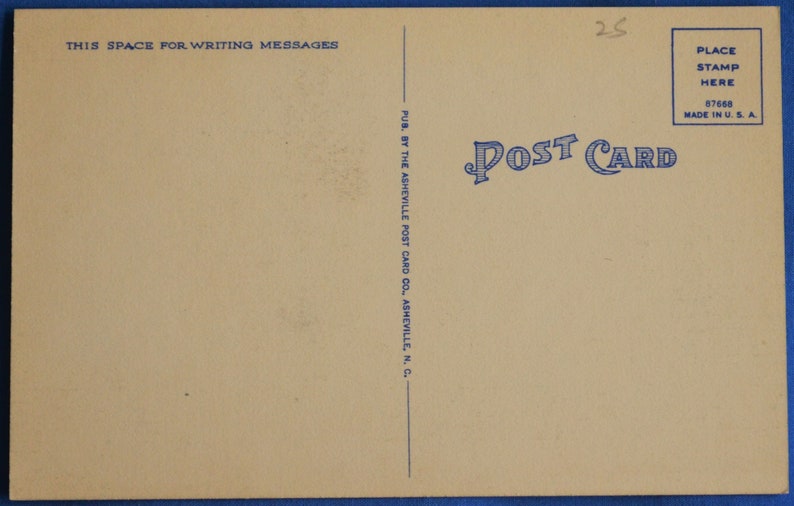 THIS SPACE FOR WRITING MESSAGES
PUB. BY THE ASHEVILLE POST CARD CO., ASHEVILLE, N. C.
25
PLACE
STAMP
HERE
87668
MADE IN U. S. A.
POST CARD